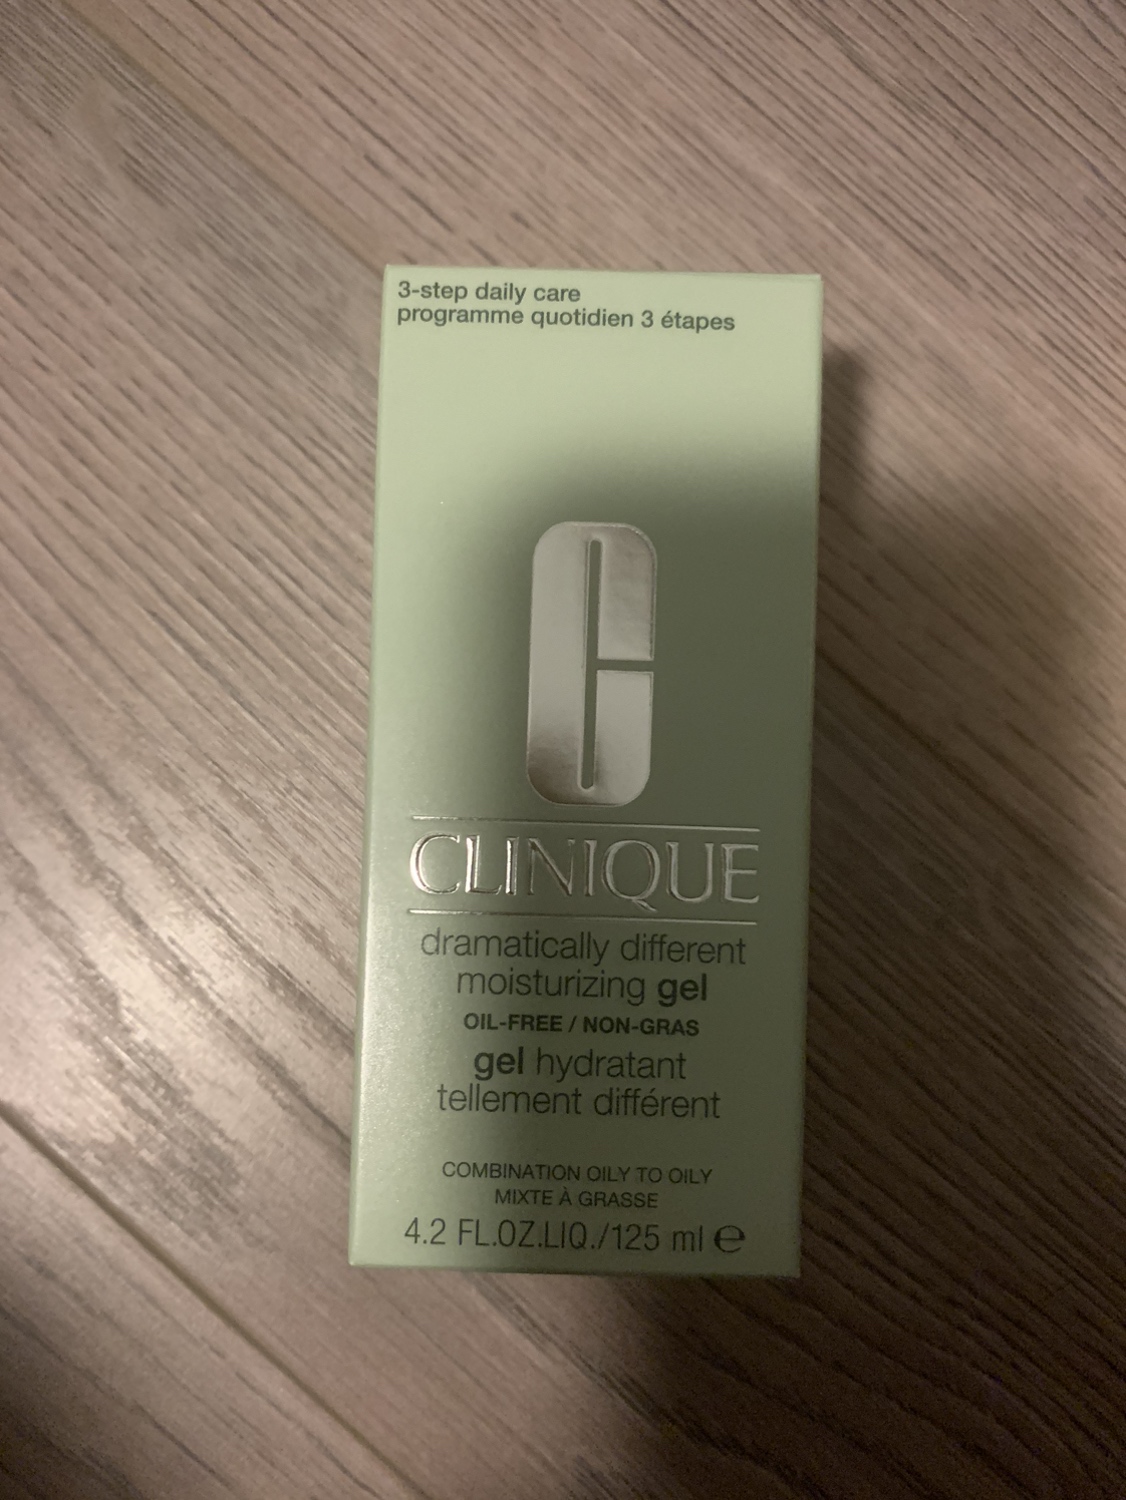 3-step daily care
programme quotidien 3 étapes
C
CLINIQUE
dramatically different
moisturizing gel
OIL-FREE / NON-GRAS
gel hydratant
tellement différent
COMBINATION OILY TO OILY
MIXTE À GRASSE
4.2 FL.OZ.LIQ./125 ml ℮